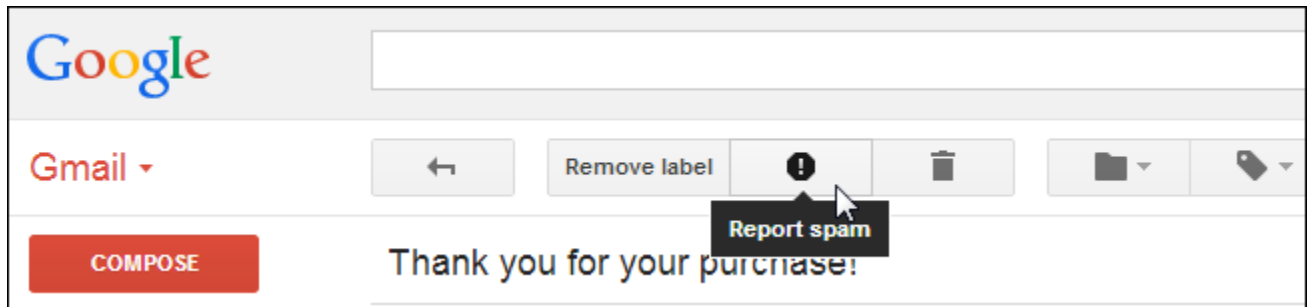 Google
Gmail
Remove label
Report spam
COMPOSE
Thank you for your purchase!